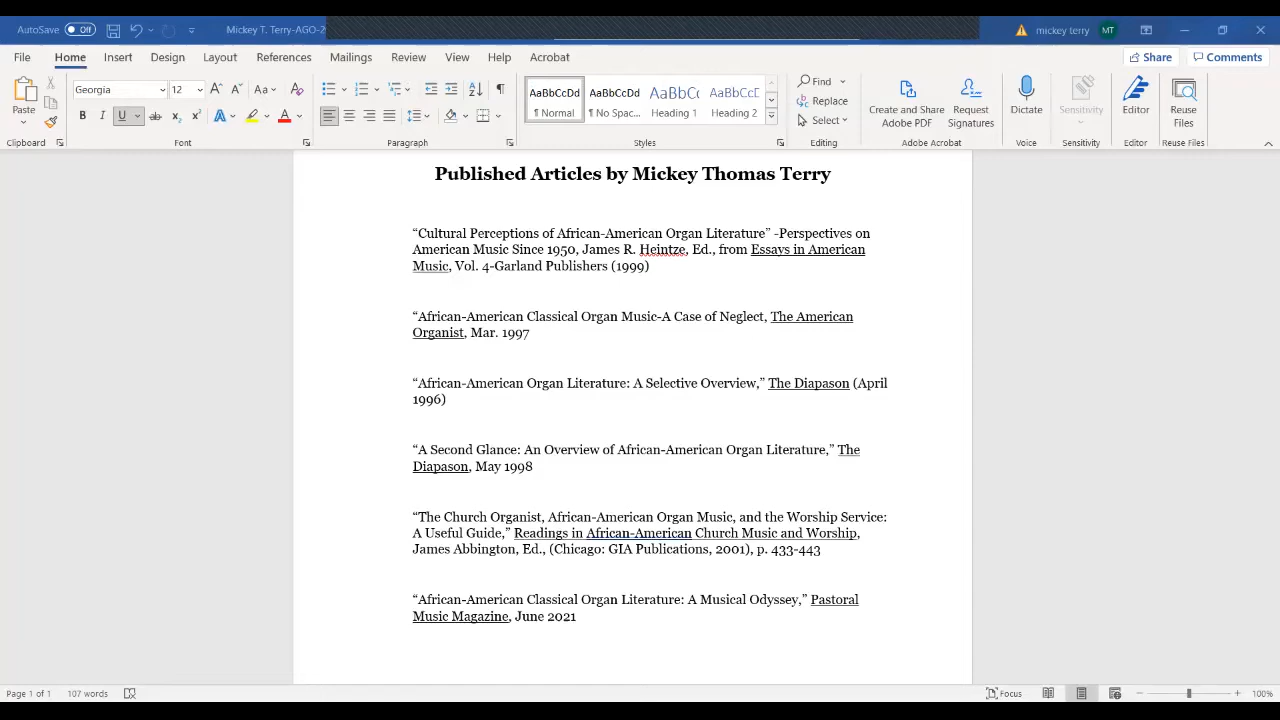 AutoSave Off
Mickey T. Terry-AGO-2
mickey terry MT
File Home Insert Design Layout References Mailings Review View Help Acrobat Share Comments
Georgia 12 Aa
AaBbCcDd AaBbCcDd AaBbCc AaBbCcDd
¶ Normal ¶ No Spac... Heading 1 Heading 2
Find
Replace
Select
Paste
Create and Share Adobe PDF
Request Signatures
Dictate
Sensitivity
Editor
Reuse Files
Clipboard Font Paragraph Styles Editing Adobe Acrobat Voice Sensitivity Editor Reuse Files
Published Articles by Mickey Thomas Terry
“Cultural Perceptions of African-American Organ Literature” -Perspectives on
American Music Since 1950, James R. Heintze, Ed., from Essays in American
Music, Vol. 4-Garland Publishers (1999)
“African-American Classical Organ Music-A Case of Neglect, The American
Organist, Mar. 1997
“African-American Organ Literature: A Selective Overview,” The Diapason (April
1996)
“A Second Glance: An Overview of African-American Organ Literature,” The
Diapason, May 1998
“The Church Organist, African-American Organ Music, and the Worship Service:
A Useful Guide,” Readings in African-American Church Music and Worship,
James Abbington, Ed., (Chicago: GIA Publications, 2001), p. 433-443
“African-American Classical Organ Literature: A Musical Odyssey,” Pastoral
Music Magazine, June 2021
Page 1 of 1 107 words Focus 100%